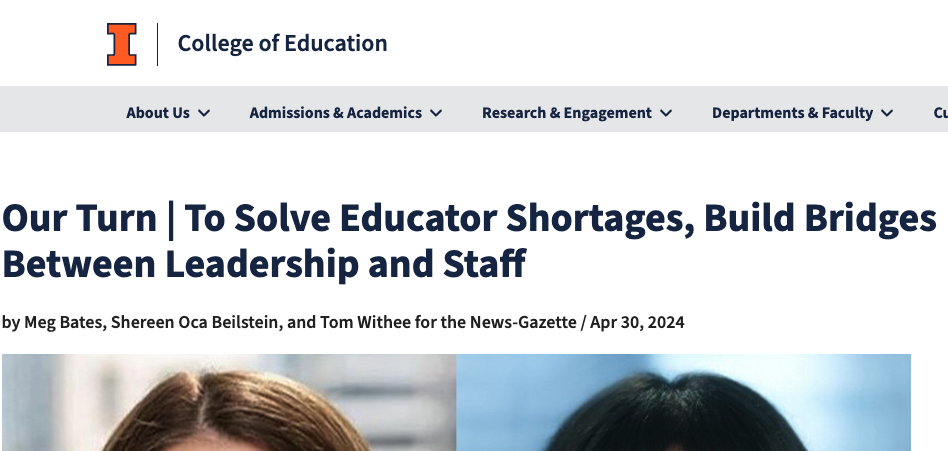 College of Education
About Us Admissions & Academics Research & Engagement Departments & Faculty
Our Turn | To Solve Educator Shortages, Build Bridges
Between Leadership and Staff
by Meg Bates, Shereen Oca Beilstein, and Tom Withee for the News-Gazette / Apr 30, 2024